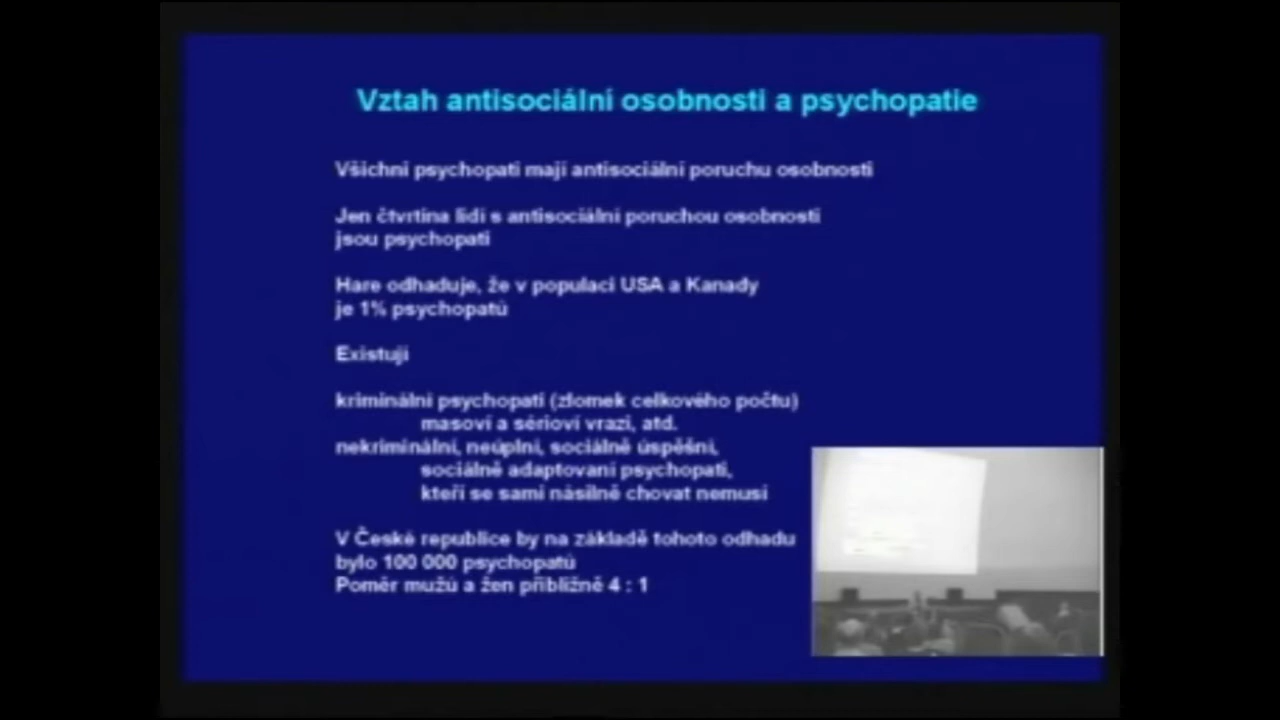 Vztah antisociální osobnosti a psychopatie
Všichni psychopati mají antisociální poruchu osobnosti
Jen čtvrtina lidí s antisociální poruchou osobnosti
jsou psychopati
Hare odhaduje, že v populaci USA a Kanady
je 1% psychopatů
Existují
kriminální psychopati (zlomek celkového počtu)
masoví a sérioví vrazi, atd.
nekriminální, neúplní, sociálně úspěšní,
sociálně adaptovaní psychopati,
kteří se sami násilně chovat nemusí
V České republice by na základě tohoto odhadu
bylo 100 000 psychopatů
Poměr mužů a žen přibližně 4 : 1